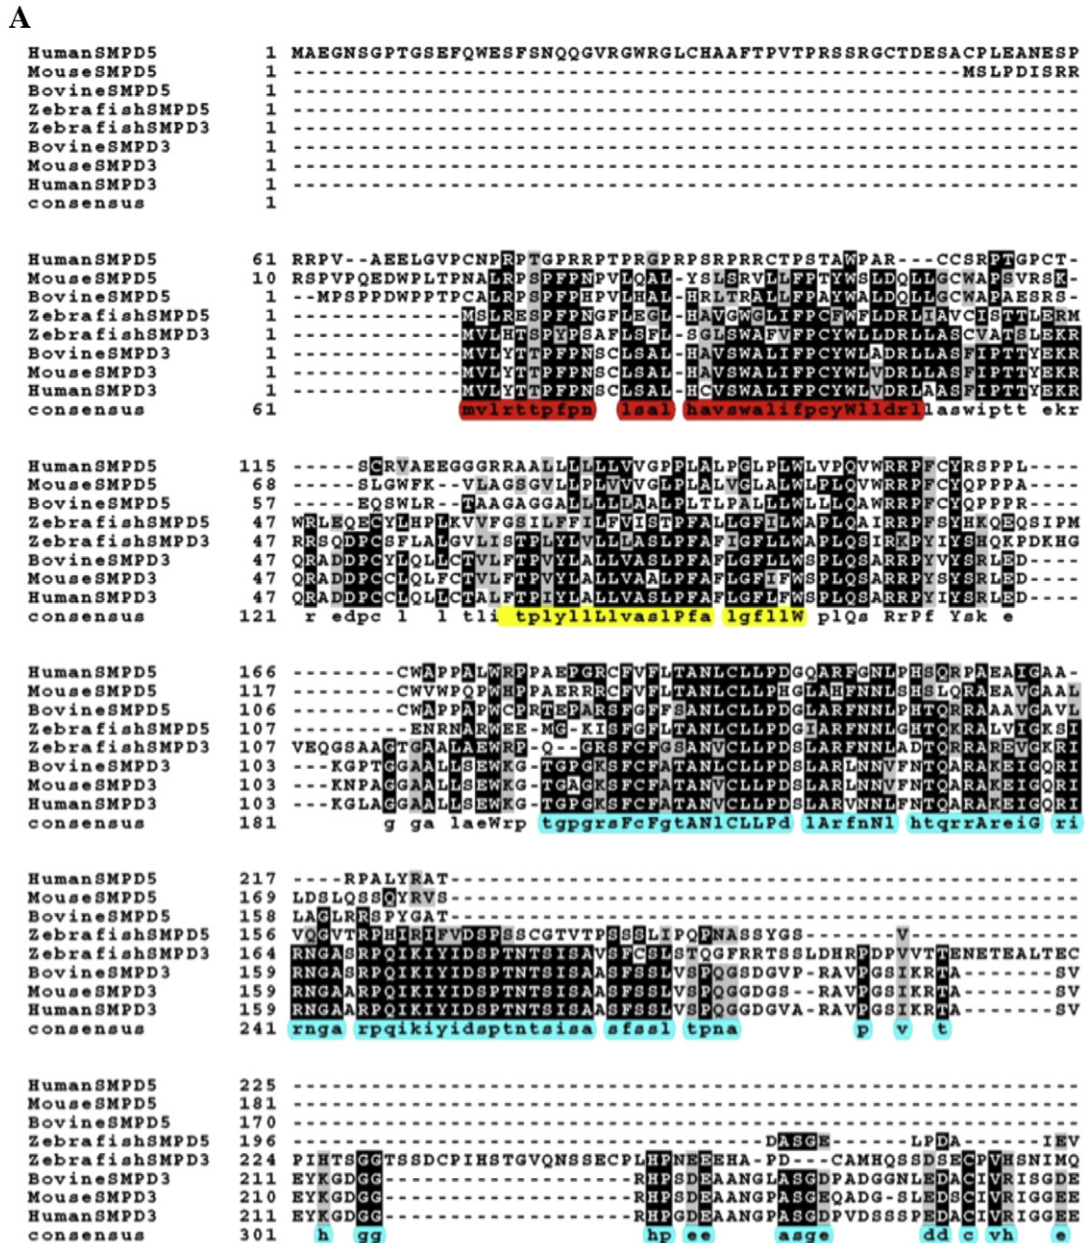 A
HumanSMPD5 1 MAEGNSGPTGSEFQWESFSNQQGVRGWRGLCHAAFTPVTPRSSRGCTDESACPLEANESP
MouseSMPD5 1 ---------------------------------------------------MSLPDISRR
BovineSMPD5 1 ------------------------------------------------------------
ZebrafishSMPD5 1 ------------------------------------------------------------
ZebrafishSMPD3 1 ------------------------------------------------------------
BovineSMPD3 1 ------------------------------------------------------------
MouseSMPD3 1 ------------------------------------------------------------
HumanSMPD3 1 ------------------------------------------------------------
consensus 1
HumanSMPD5 61 RRPV--AEELGVPCNPRPTGPRRPTPRGPRPSRPRRCTPSTAWPAR---CCSRPTGPCT-
MouseSMPD5 10 RSPVPQEDWPLTPNALRPSPFPNPVLQAL-YSLSRVLLFPTYWSLDQLLGCWAPSVRSK-
BovineSMPD5 1 --MPSPPDWPPTPCALRPSPFPHPVLHAL-HRLTRALLFPAYWALDQLLGCWAPAESRS-
ZebrafishSMPD5 1 -------------MSLRESPFPNGFLEGL-HAVGWGLIFPCFWFLDRLIAVCISTTLERM
ZebrafishSMPD3 1 -------------MVLHTSPYPSAFLSFL-SGLSWAFVFPCYWLLDRLLASCVATSLEKR
BovineSMPD3 1 -------------MVLYTTPFPNSCLSAL-HAVSWALIFPCYWLADRLLASFIPTTYEKR
MouseSMPD3 1 -------------MVLYTTPFPNSCLSAL-HAVSWALIFPCYWLVDRLLASFIPTTYEKR
HumanSMPD3 1 -------------MVLYTTPFPNSCLSAL-HCVSWALIFPCYWLVDRLAASFIPTTYEKR
consensus 61 mvlrttpfpn lsal havswalifpcyWlldrllaswiptt ekr
HumanSMPD5 115 -----SCRVAEEGGGRRAALLLLLLLVVGPPLALPGLPLWLVPQVWRRPFCYRSPPL----
MouseSMPD5 68 -----SLGWFK--VLAGSGVLLPLVVVGLPLALVGLALWLPLQVWRRPFCYQPPPA----
BovineSMPD5 57 -----EQSWLR--TAAGAGGALLLLLAALPLTLPALLLWLLLQAWRRPFCYQPPPR----
ZebrafishSMPD5 47 WRLEQECYLHPLKVVFGSILFFILFVISTPFALLGFILWAPLQAIRRPFSYHKQEQSIPM
ZebrafishSMPD3 47 RRSQDPCSFLALGVLISTPLYLVLLLASLPFAFIGFLLWAPLQSIRKPYIYSHQKPDKHG
BovineSMPD3 47 QRADDPCYLQLLCTVLFTPVYLALLVASLPFAFLGFLLWSPLQSARRPYVYSRLED----
MouseSMPD3 47 QRADDPCCLQLFCTVLFTPVYLALLVAALPFAFLGFIFWSPLQSARRPYSYSRLED----
HumanSMPD3 47 QRADDPCCLQLLCTALFTPIYLALLVASLPFAFLGFLFWSPLQSARRPYIYSRLED----
consensus 121 r edpc l l tli tplyllLlvaslPfa lgfllW plQs RrPf Ysk e
HumanSMPD5 166 --------CWAPPALWRPPAEPGRCFVFLTANLCLLPDGQARFGNLPHSQRPAEAIGAA-
MouseSMPD5 117 --------CWVWPQPWHPPAERRRCFVFLTANLCLLPHGLAHFNNLSHSLQRAEAVGAAL
BovineSMPD5 106 --------CWAPPAPWCPRTEPARSFGFFSANLCLLPDGLARFNNLPHTQRRAAAVGAVL
ZebrafishSMPD5 107 ---------ENRNARWEE-MG-KISFGFLTANLCLLPDGIARFNNLGHTQKRALVIGKSI
ZebrafishSMPD3 107 VEQGSAAGTGAALAEWRP-Q--GRSFCFGSANVCLLPDSLARFNNLADTQRRAREVGKRI
BovineSMPD3 103 ---KGPTGGAALLSEWKG-TGPGKSFCFATANVCLLPDSLARLNNVFNTQARAKEIGQRI
MouseSMPD3 103 ---KNPAGGAALLSEWKG-TGAGKSFCFATANVCLLPDSLARLNNVFNTQARAKEIGQRI
HumanSMPD3 103 ---KGLAGGAALLSEWKG-TGPGKSFCFATANVCLLPDSLARVNNLFNTQARAKEIGQRI
consensus 181 g ga laeWrp tgpgrsFcFgtANlCLLPd lArfnNl htqrrAreiG ri
HumanSMPD5 217 ----RPALYRAT------------------------------------------------
MouseSMPD5 169 LDSLQSSQYRVS------------------------------------------------
BovineSMPD5 158 LAGLRRSPYGAT------------------------------------------------
ZebrafishSMPD5 156 VQGVTRPHIRIFVDSPSSCGTVTPSSSLIPQPNASSYGS-------V-------------
ZebrafishSMPD3 164 RNGASRPQIKIYIDSPTNTSISAVSFCSLSTQGFRRTSSLDHRPDPVVTTENETEALTEC
BovineSMPD3 159 RNGAARPQIKIYIDSPTNTSISAASFSSLVSPQGSDGVP-RAVPGSIKRTA-------SV
MouseSMPD3 159 RNGAARPQIKIYIDSPTNTSISAASFSSLVSPQGGDGS--RAVPGSIKRTA-------SV
HumanSMPD3 159 RNGAARPQIKIYIDSPTNTSISAASFSSLVSPQGGDGVA-RAVPGSIKRTA-------SV
consensus 241 rnga rpqikiyidsptntsisa sfssl tpna p v t
HumanSMPD5 225 ------------------------------------------------------------
MouseSMPD5 181 ------------------------------------------------------------
BovineSMPD5 170 ------------------------------------------------------------
ZebrafishSMPD5 196 ------------------------------------DASGE------LPDA------IEV
ZebrafishSMPD3 224 PIHTSGGTSSDCPIHSTGVQNSSECPLHPNEEEHA-PD---CAMHQSSDSECPVHSNIMQ
BovineSMPD3 211 EYKGDGG-------------------RHPSDEAANGLASGDPADGGNLEDACIVRIGGDE
MouseSMPD3 210 EYKGDGG-------------------RHPSDEAANGPASGEQADG-SLEDSCIVRIGGEE
HumanSMPD3 211 EYKGDGG-------------------RHPGDEAANGPASGDPVDSSSPEDACIVRIGGEE
consensus 301 h gg hp ee asge dd c vh e